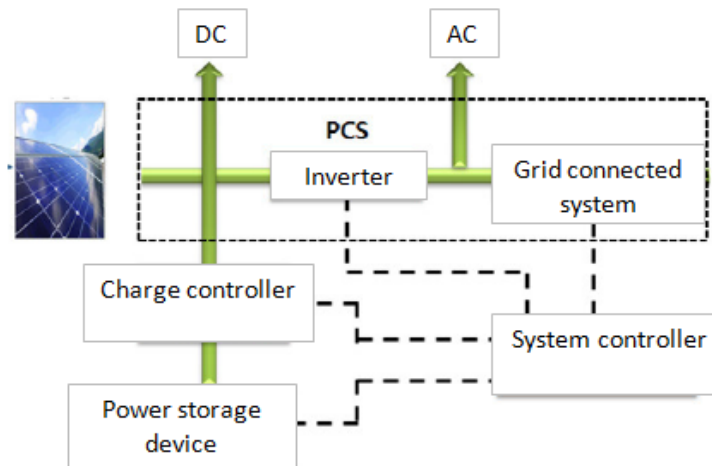 DC
AC
PCS
Inverter
Grid connected
system
Charge controller
System controller
Power storage
device